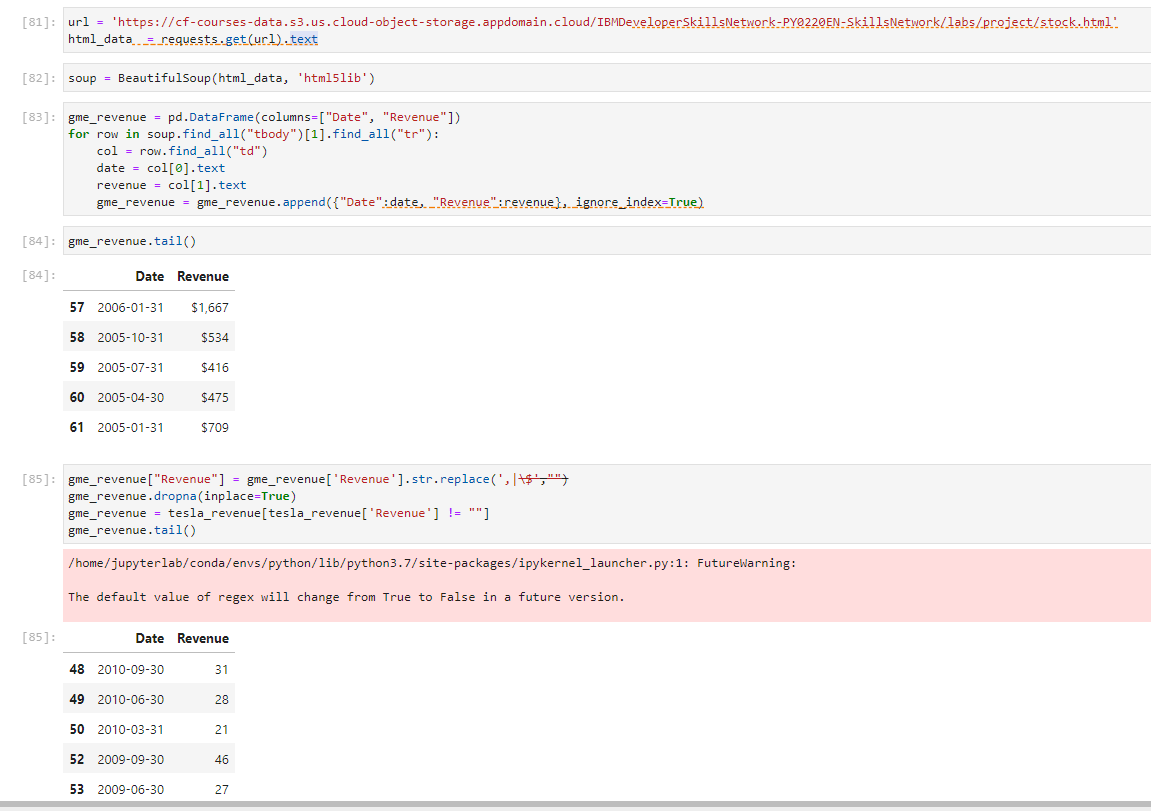 [81]: url = 'https://cf-courses-data.s3.us.cloud-object-storage.appdomain.cloud/IBMDeveloperSkillsNetwork-PY0220EN-SkillsNetwork/labs/project/stock.html'
html_data  = requests.get(url).text
[82]: soup = BeautifulSoup(html_data, 'html5lib')
[83]: gme_revenue = pd.DataFrame(columns=["Date", "Revenue"])
for row in soup.find_all("tbody")[1].find_all("tr"):
    col = row.find_all("td")
    date = col[0].text
    revenue = col[1].text
    gme_revenue = gme_revenue.append({"Date":date, "Revenue":revenue}, ignore_index=True)
[84]: gme_revenue.tail()
[84]: Date Revenue
57 2006-01-31 $1,667
58 2005-10-31 $534
59 2005-07-31 $416
60 2005-04-30 $475
61 2005-01-31 $709
[85]: gme_revenue["Revenue"] = gme_revenue['Revenue'].str.replace(',|\$',"")
gme_revenue.dropna(inplace=True)
gme_revenue = tesla_revenue[tesla_revenue['Revenue'] != ""]
gme_revenue.tail()
/home/jupyterlab/conda/envs/python/lib/python3.7/site-packages/ipykernel_launcher.py:1: FutureWarning:
The default value of regex will change from True to False in a future version.
[85]: Date Revenue
48 2010-09-30 31
49 2010-06-30 28
50 2010-03-31 21
52 2009-09-30 46
53 2009-06-30 27